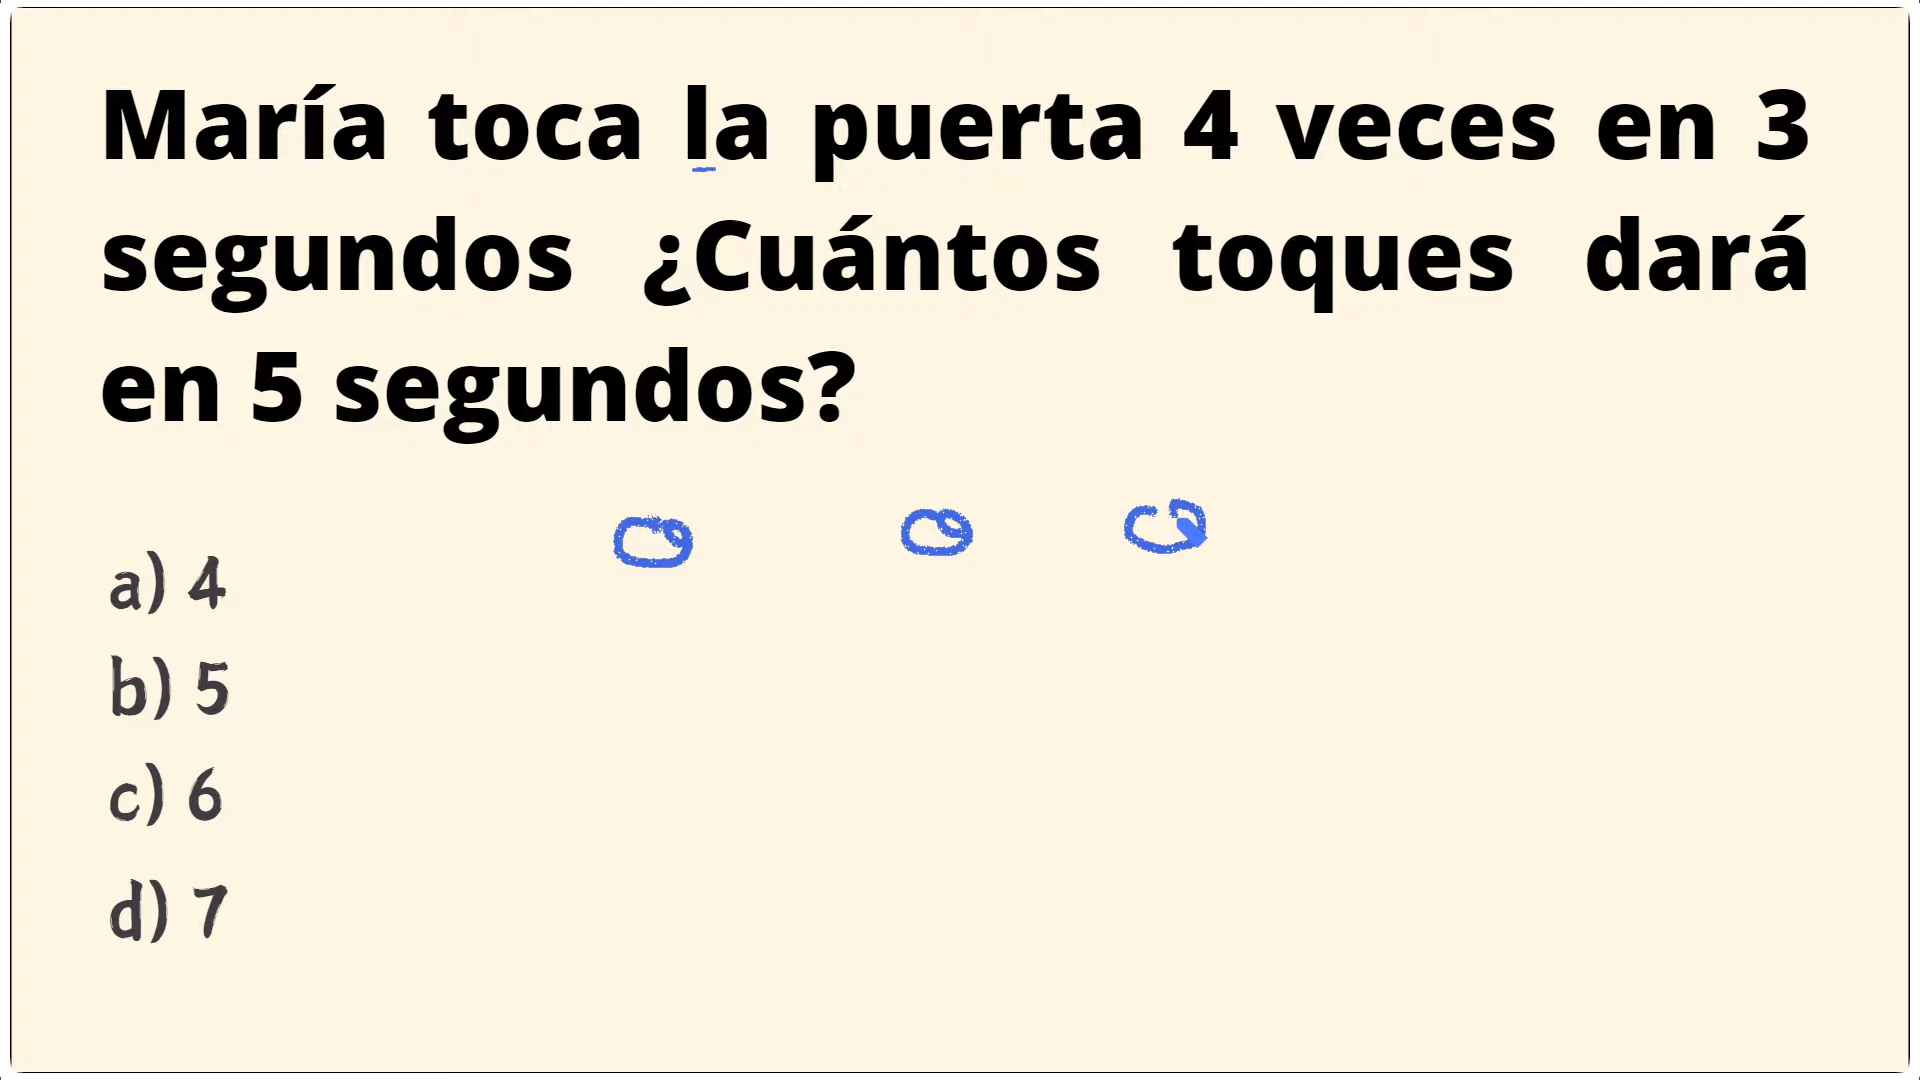 María toca la puerta 4 veces en 3
segundos ¿Cuántos toques dará
en 5 segundos?
a) 4
b) 5
c) 6
d) 7